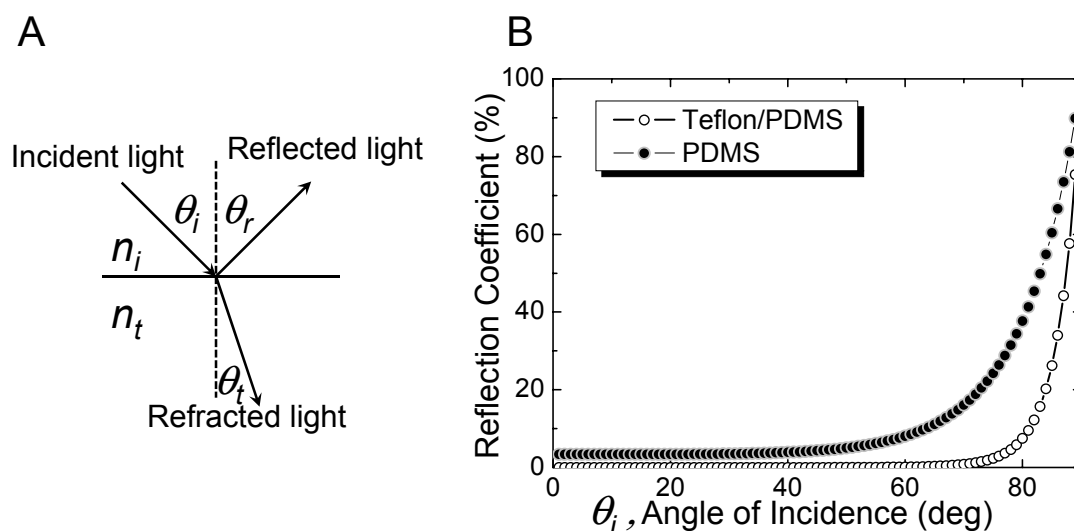 A
Incident light
Reflected light
θi
θr
ni
nt
θt
Refracted light
B
Reflection Coefficient (%)
100
80
60
40
20
0
Teflon/PDMS
PDMS
0 20 40 60 80
θi , Angle of Incidence (deg)